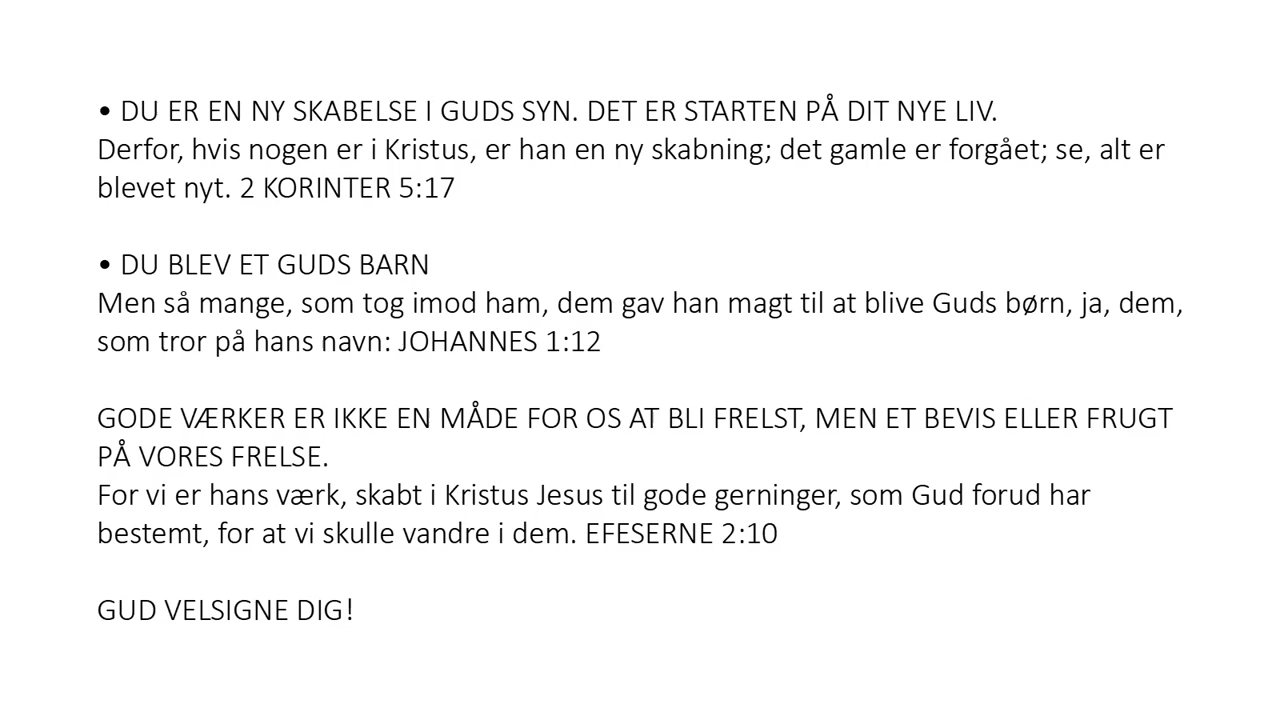 • DU ER EN NY SKABELSE I GUDS SYN. DET ER STARTEN PÅ DIT NYE LIV.
Derfor, hvis nogen er i Kristus, er han en ny skabning; det gamle er forgået; se, alt er
blevet nyt. 2 KORINTER 5:17
• DU BLEV ET GUDS BARN
Men så mange, som tog imod ham, dem gav han magt til at blive Guds børn, ja, dem,
som tror på hans navn: JOHANNES 1:12
GODE VÆRKER ER IKKE EN MÅDE FOR OS AT BLI FRELST, MEN ET BEVIS ELLER FRUGT
PÅ VORES FRELSE.
For vi er hans værk, skabt i Kristus Jesus til gode gerninger, som Gud forud har
bestemt, for at vi skulle vandre i dem. EFESERNE 2:10
GUD VELSIGNE DIG!